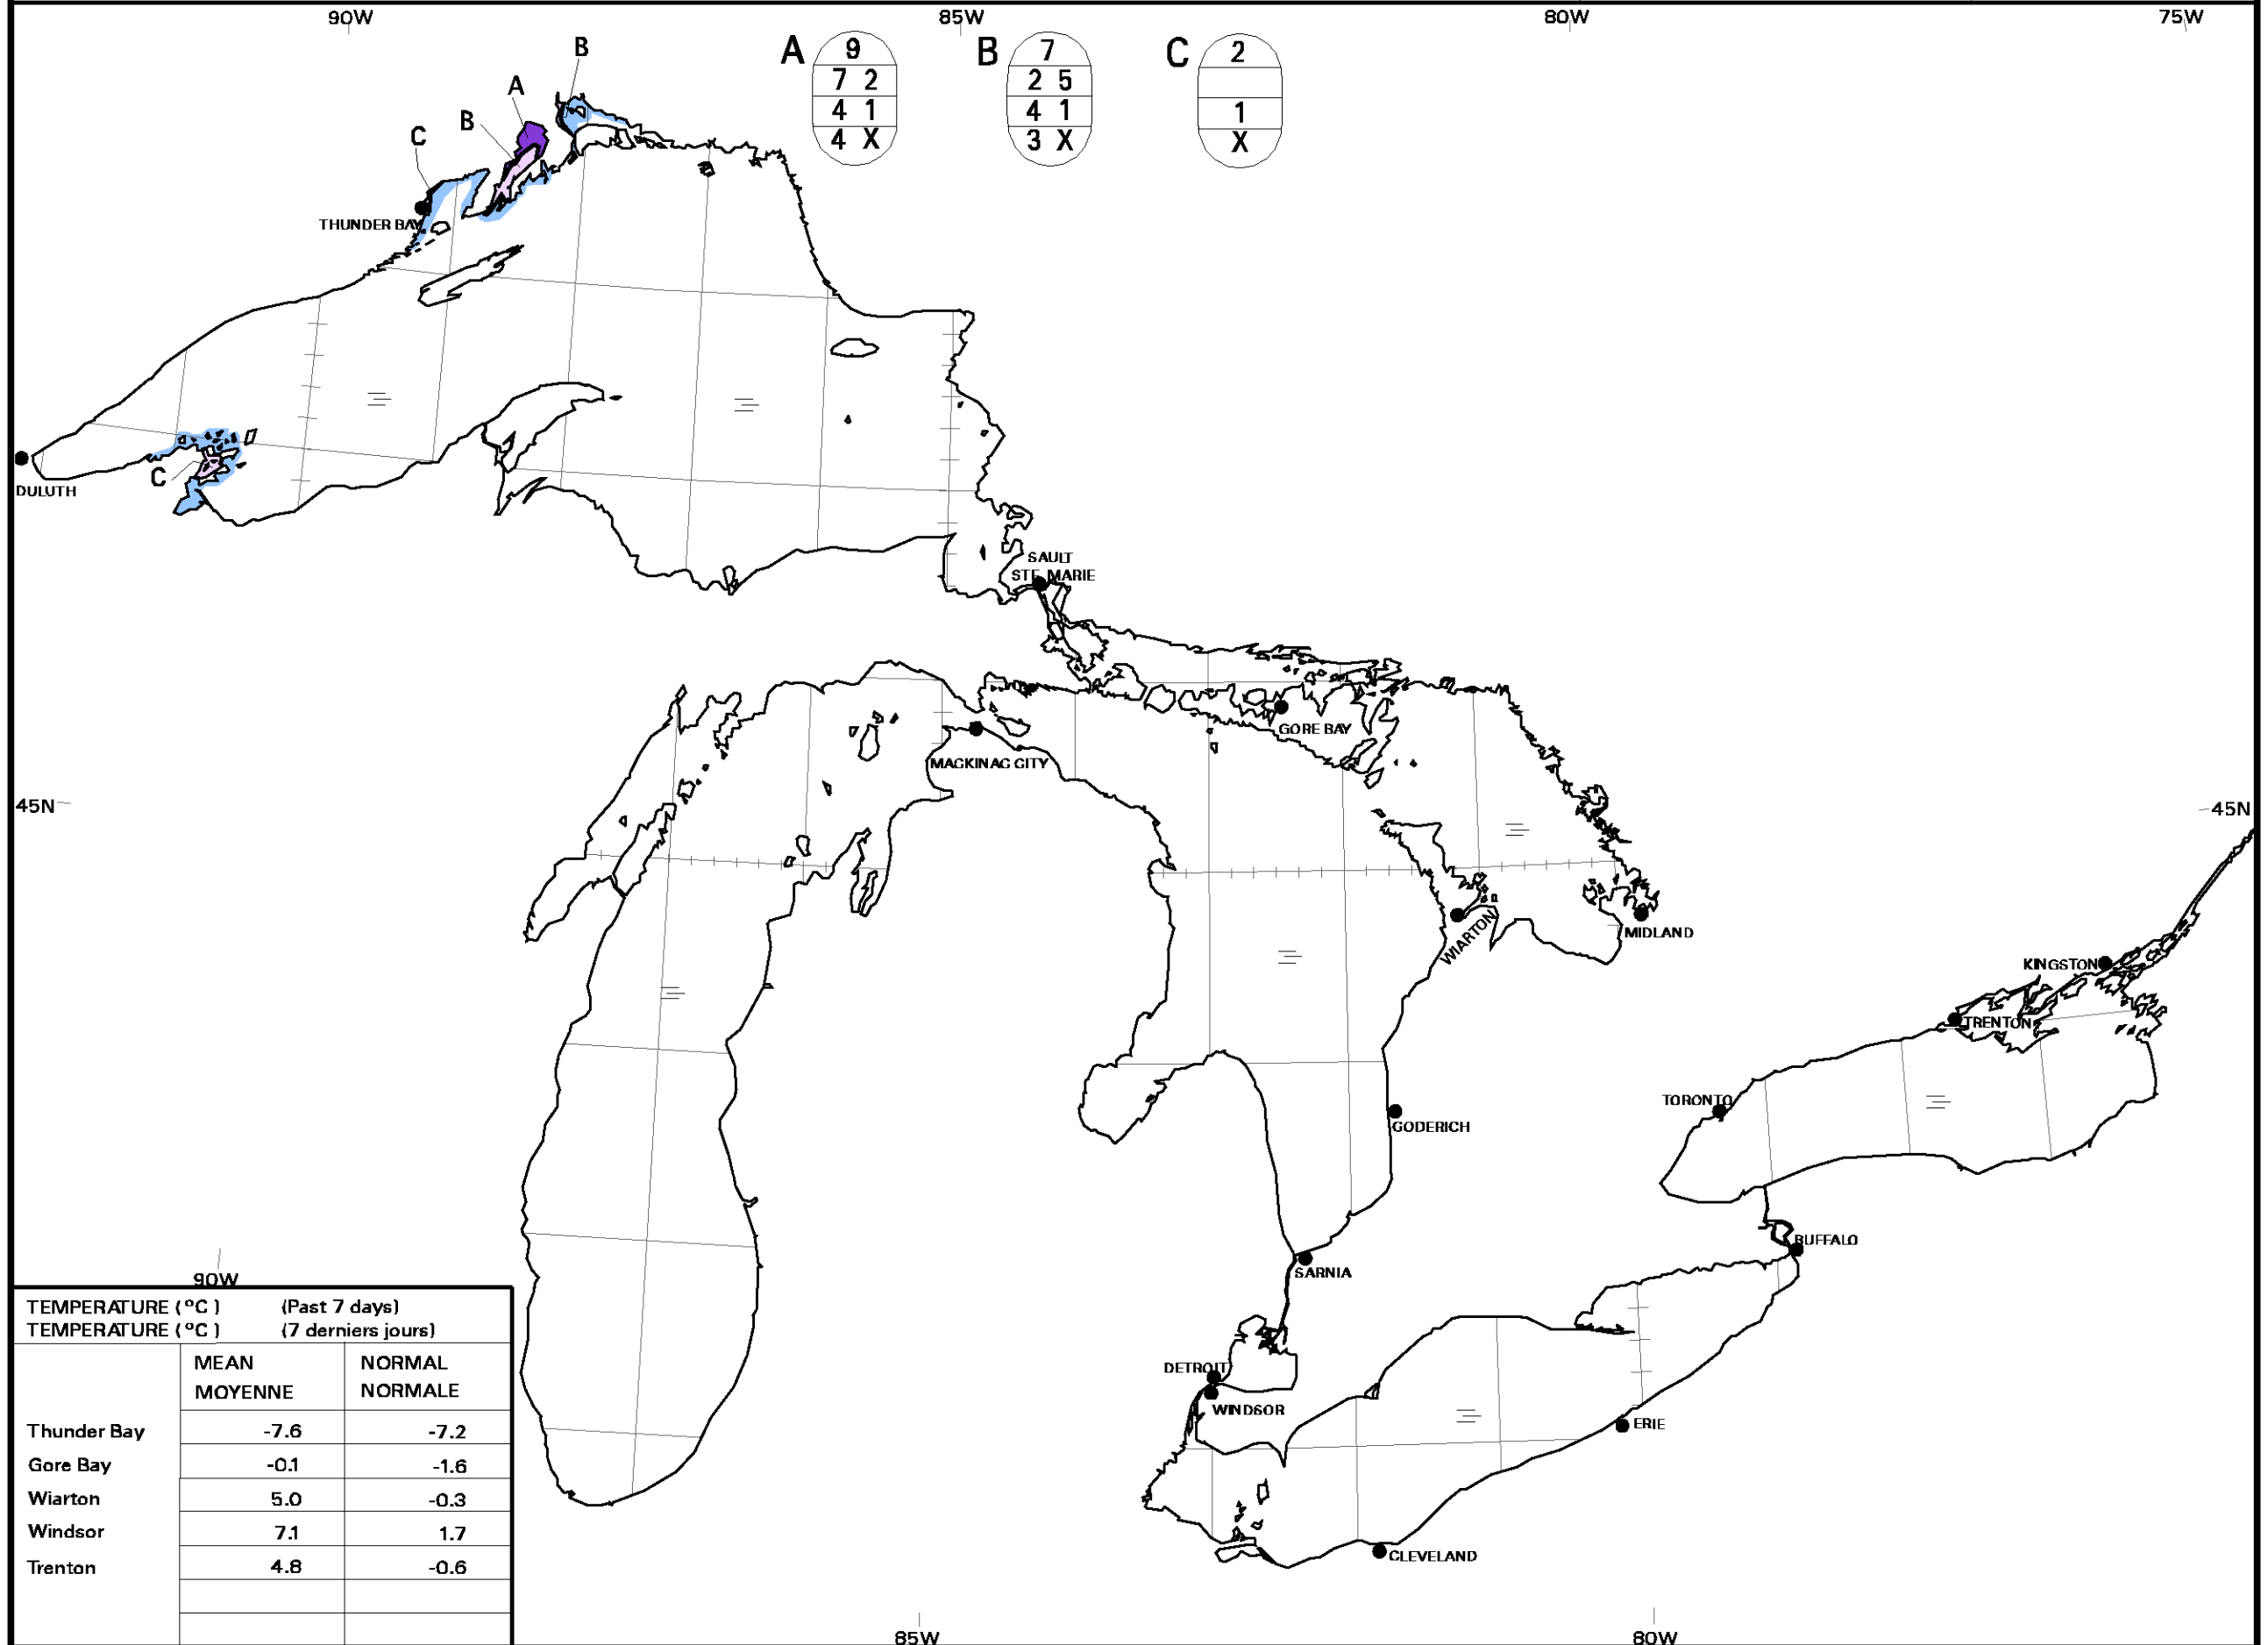 90W 85W 80W 75W
A B C
9
7 2
4 1
4 X
7
2 5
4 1
3 X
2
1
X
B
A
B
C
THUNDER BAY
C
DULUTH
SAULT
STE. MARIE
GORE BAY
MACKINAC CITY
45N
45N
WIARTON
MIDLAND
KINGSTON
TRENTON
TORONTO
GODERICH
BUFFALO
SARNIA
90W
DETROIT
WINDSOR
ERIE
CLEVELAND
TEMPERATURE (°C) (Past 7 days)
TEMPERATURE (°C) (7 derniers jours)
MEAN NORMAL
MOYENNE NORMALE
Thunder Bay -7.6 -7.2
Gore Bay -0.1 -1.6
Wiarton 5.0 -0.3
Windsor 7.1 1.7
Trenton 4.8 -0.6
85W 80W